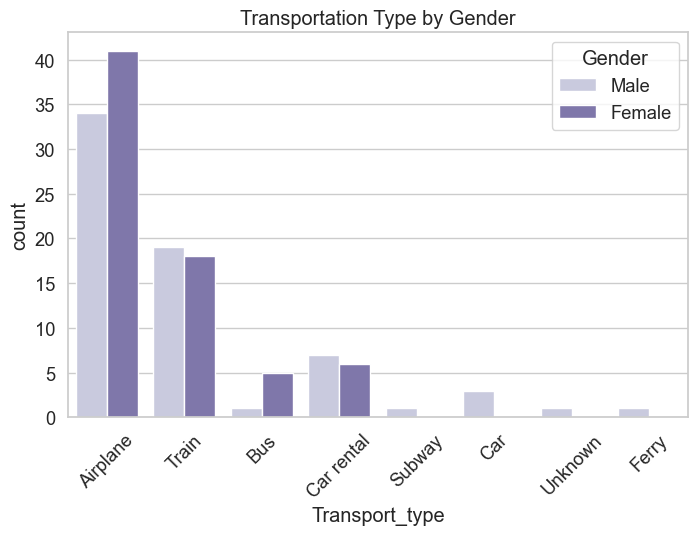 Transportation Type by Gender
Gender
Male
Female
count
40
35
30
25
20
15
10
5
0
Airplane
Train
Bus
Car rental
Subway
Car
Unknown
Ferry
Transport_type